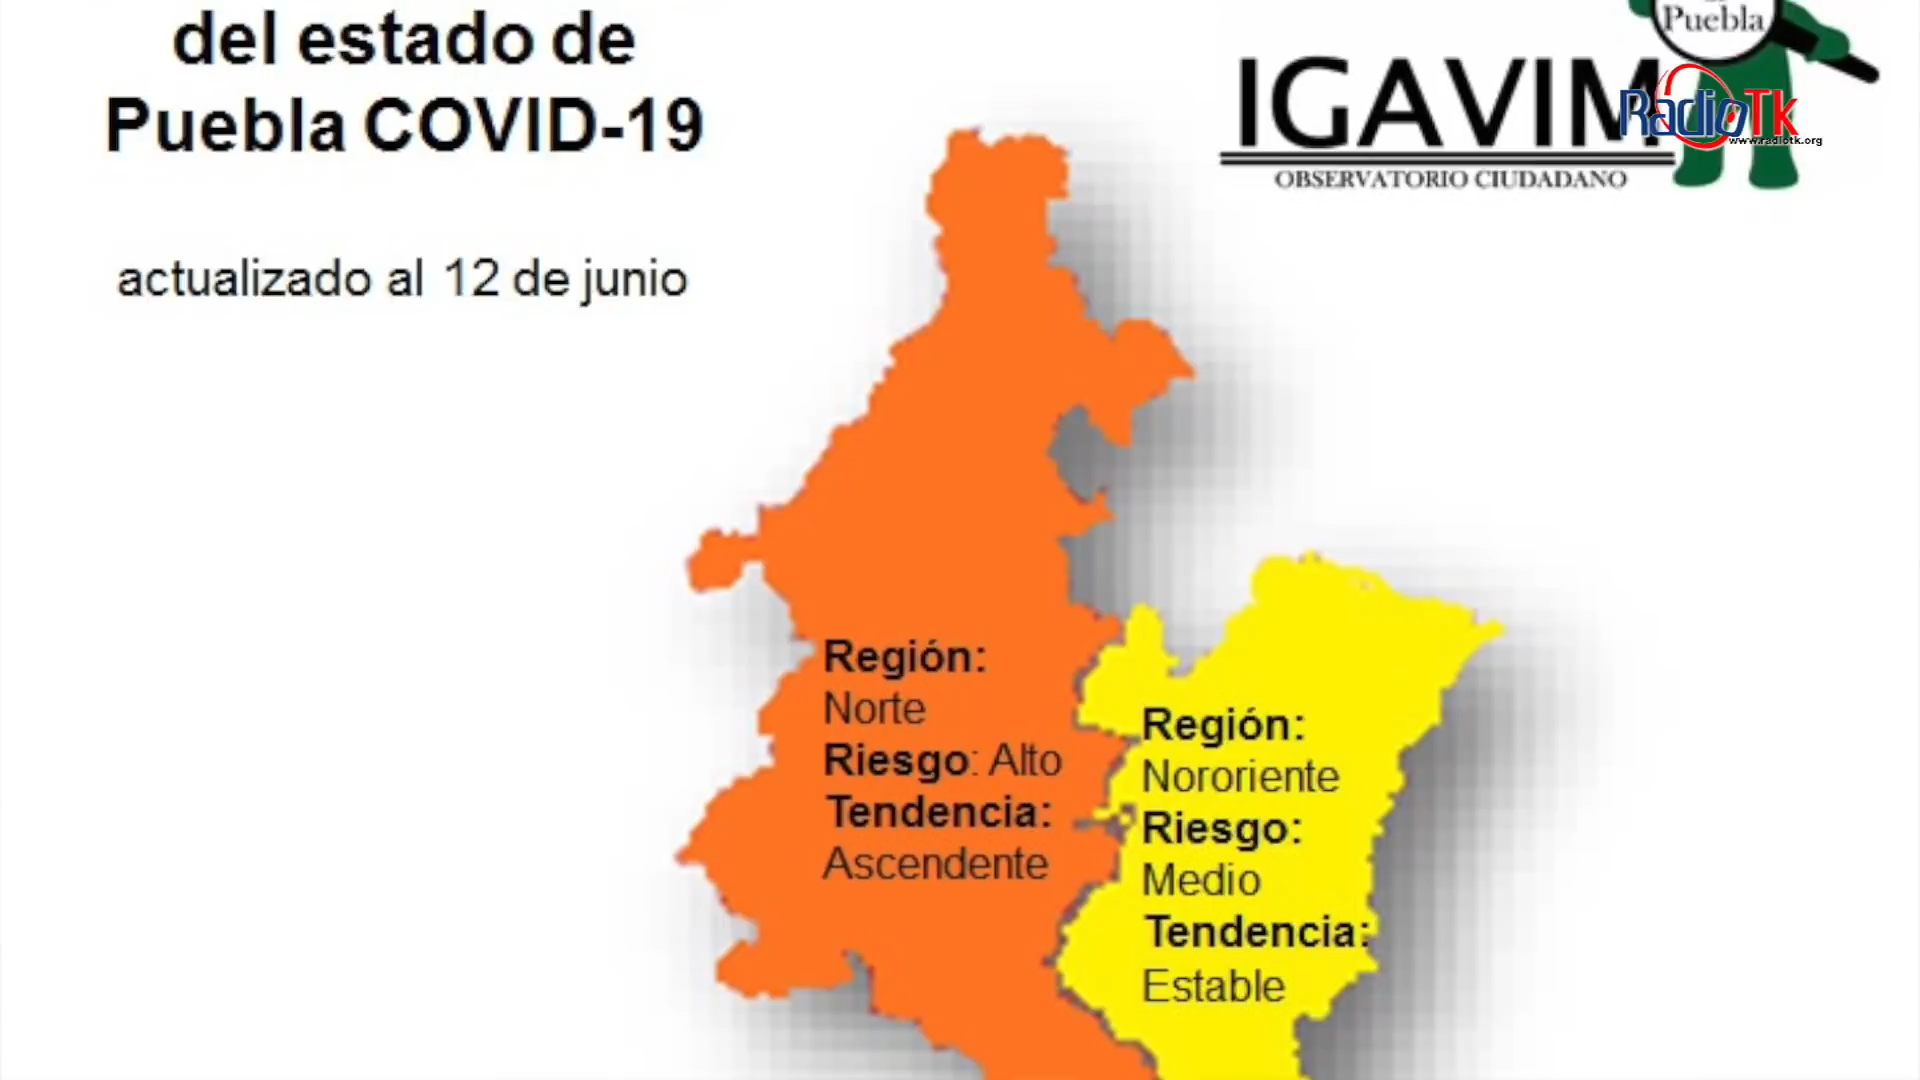 del estado de
Puebla COVID-19
actualizado al 12 de junio
Puebla
IGAVIM
OBSERVATORIO CIUDADANO
RadioTk
www.radiotk.org
Región:
Norte
Riesgo: Alto
Tendencia:
Ascendente
Región:
Nororiente
Riesgo:
Medio
Tendencia:
Estable